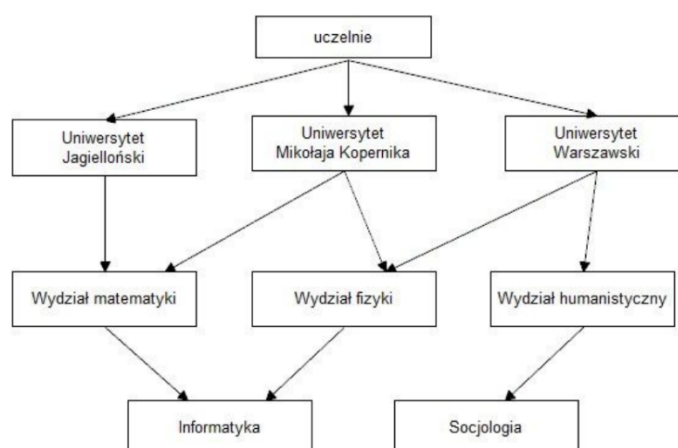 uczelnie
Uniwersytet
Jagielloński
Uniwersytet
Mikołaja Kopernika
Uniwersytet
Warszawski
Wydział matematyki
Wydział fizyki
Wydział humanistyczny
Informatyka
Socjologia